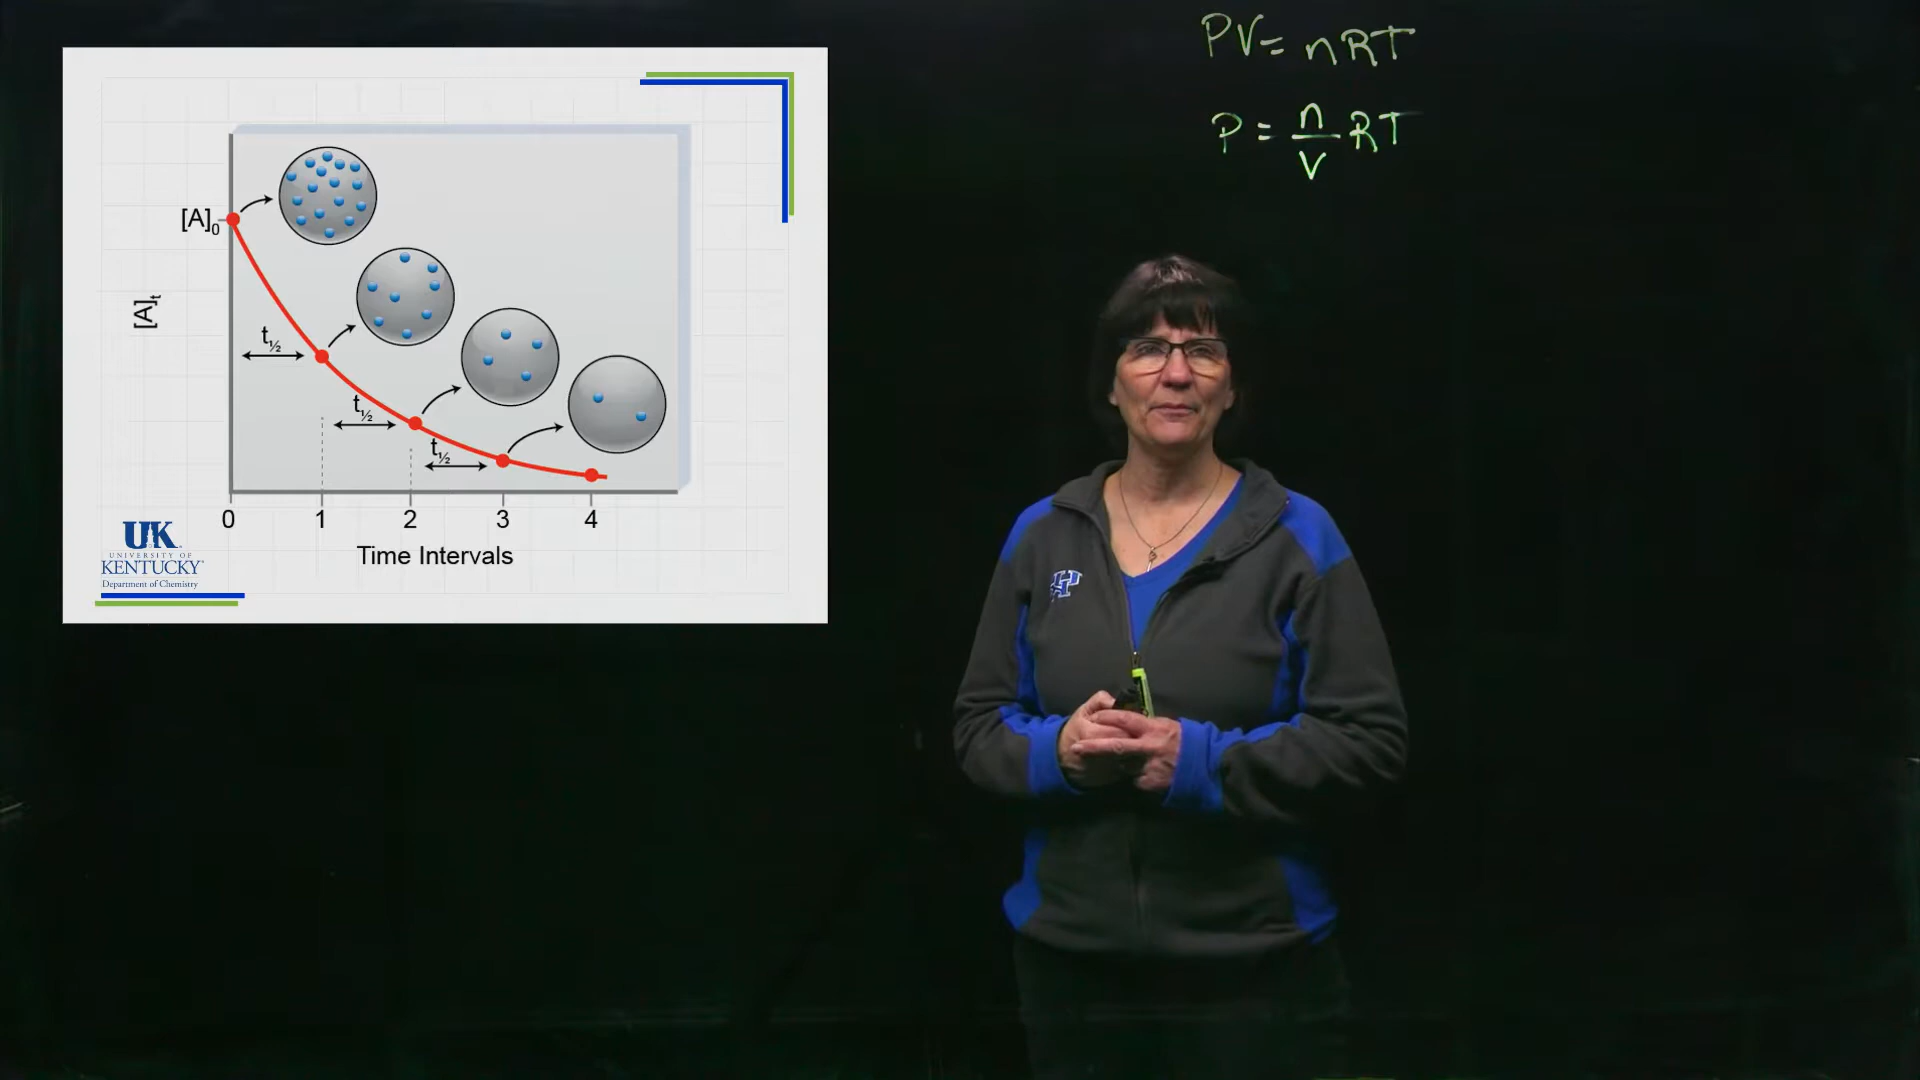 PV = nRT
P = n/V RT
[A]₀
[A]ₜ
t½
t½
t½
0 1 2 3 4
Time Intervals
UK
UNIVERSITY OF
KENTUCKY
Department of Chemistry